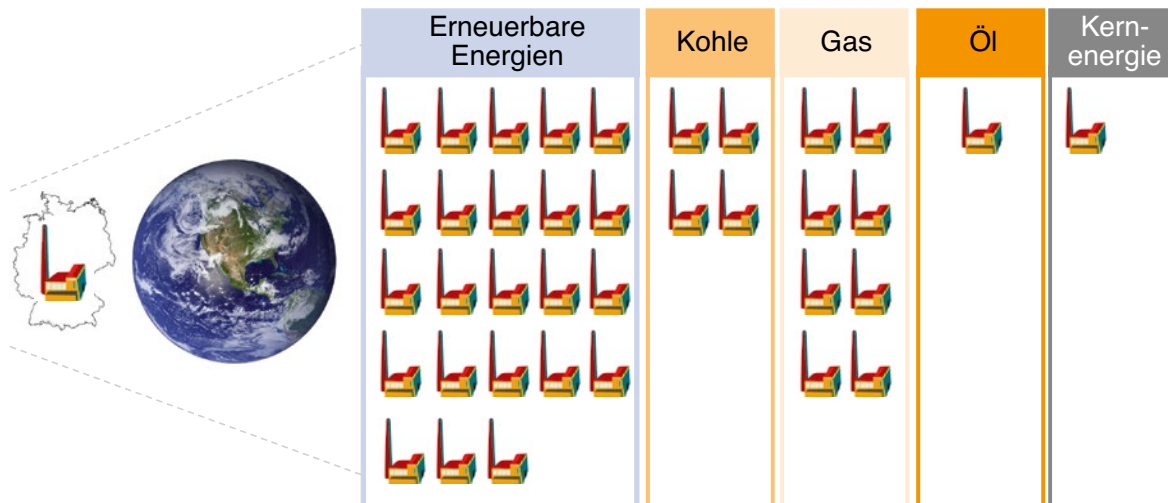 Erneuerbare
Energien
Kohle
Gas
Öl
Kern-
energie